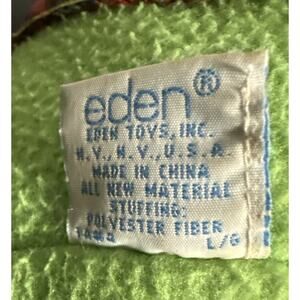 eden®
EDEN TOYS, INC.
N.Y., N.Y., U.S.A.
MADE IN CHINA
ALL NEW MATERIAL
STUFFING:
POLYESTER FIBER
L/G